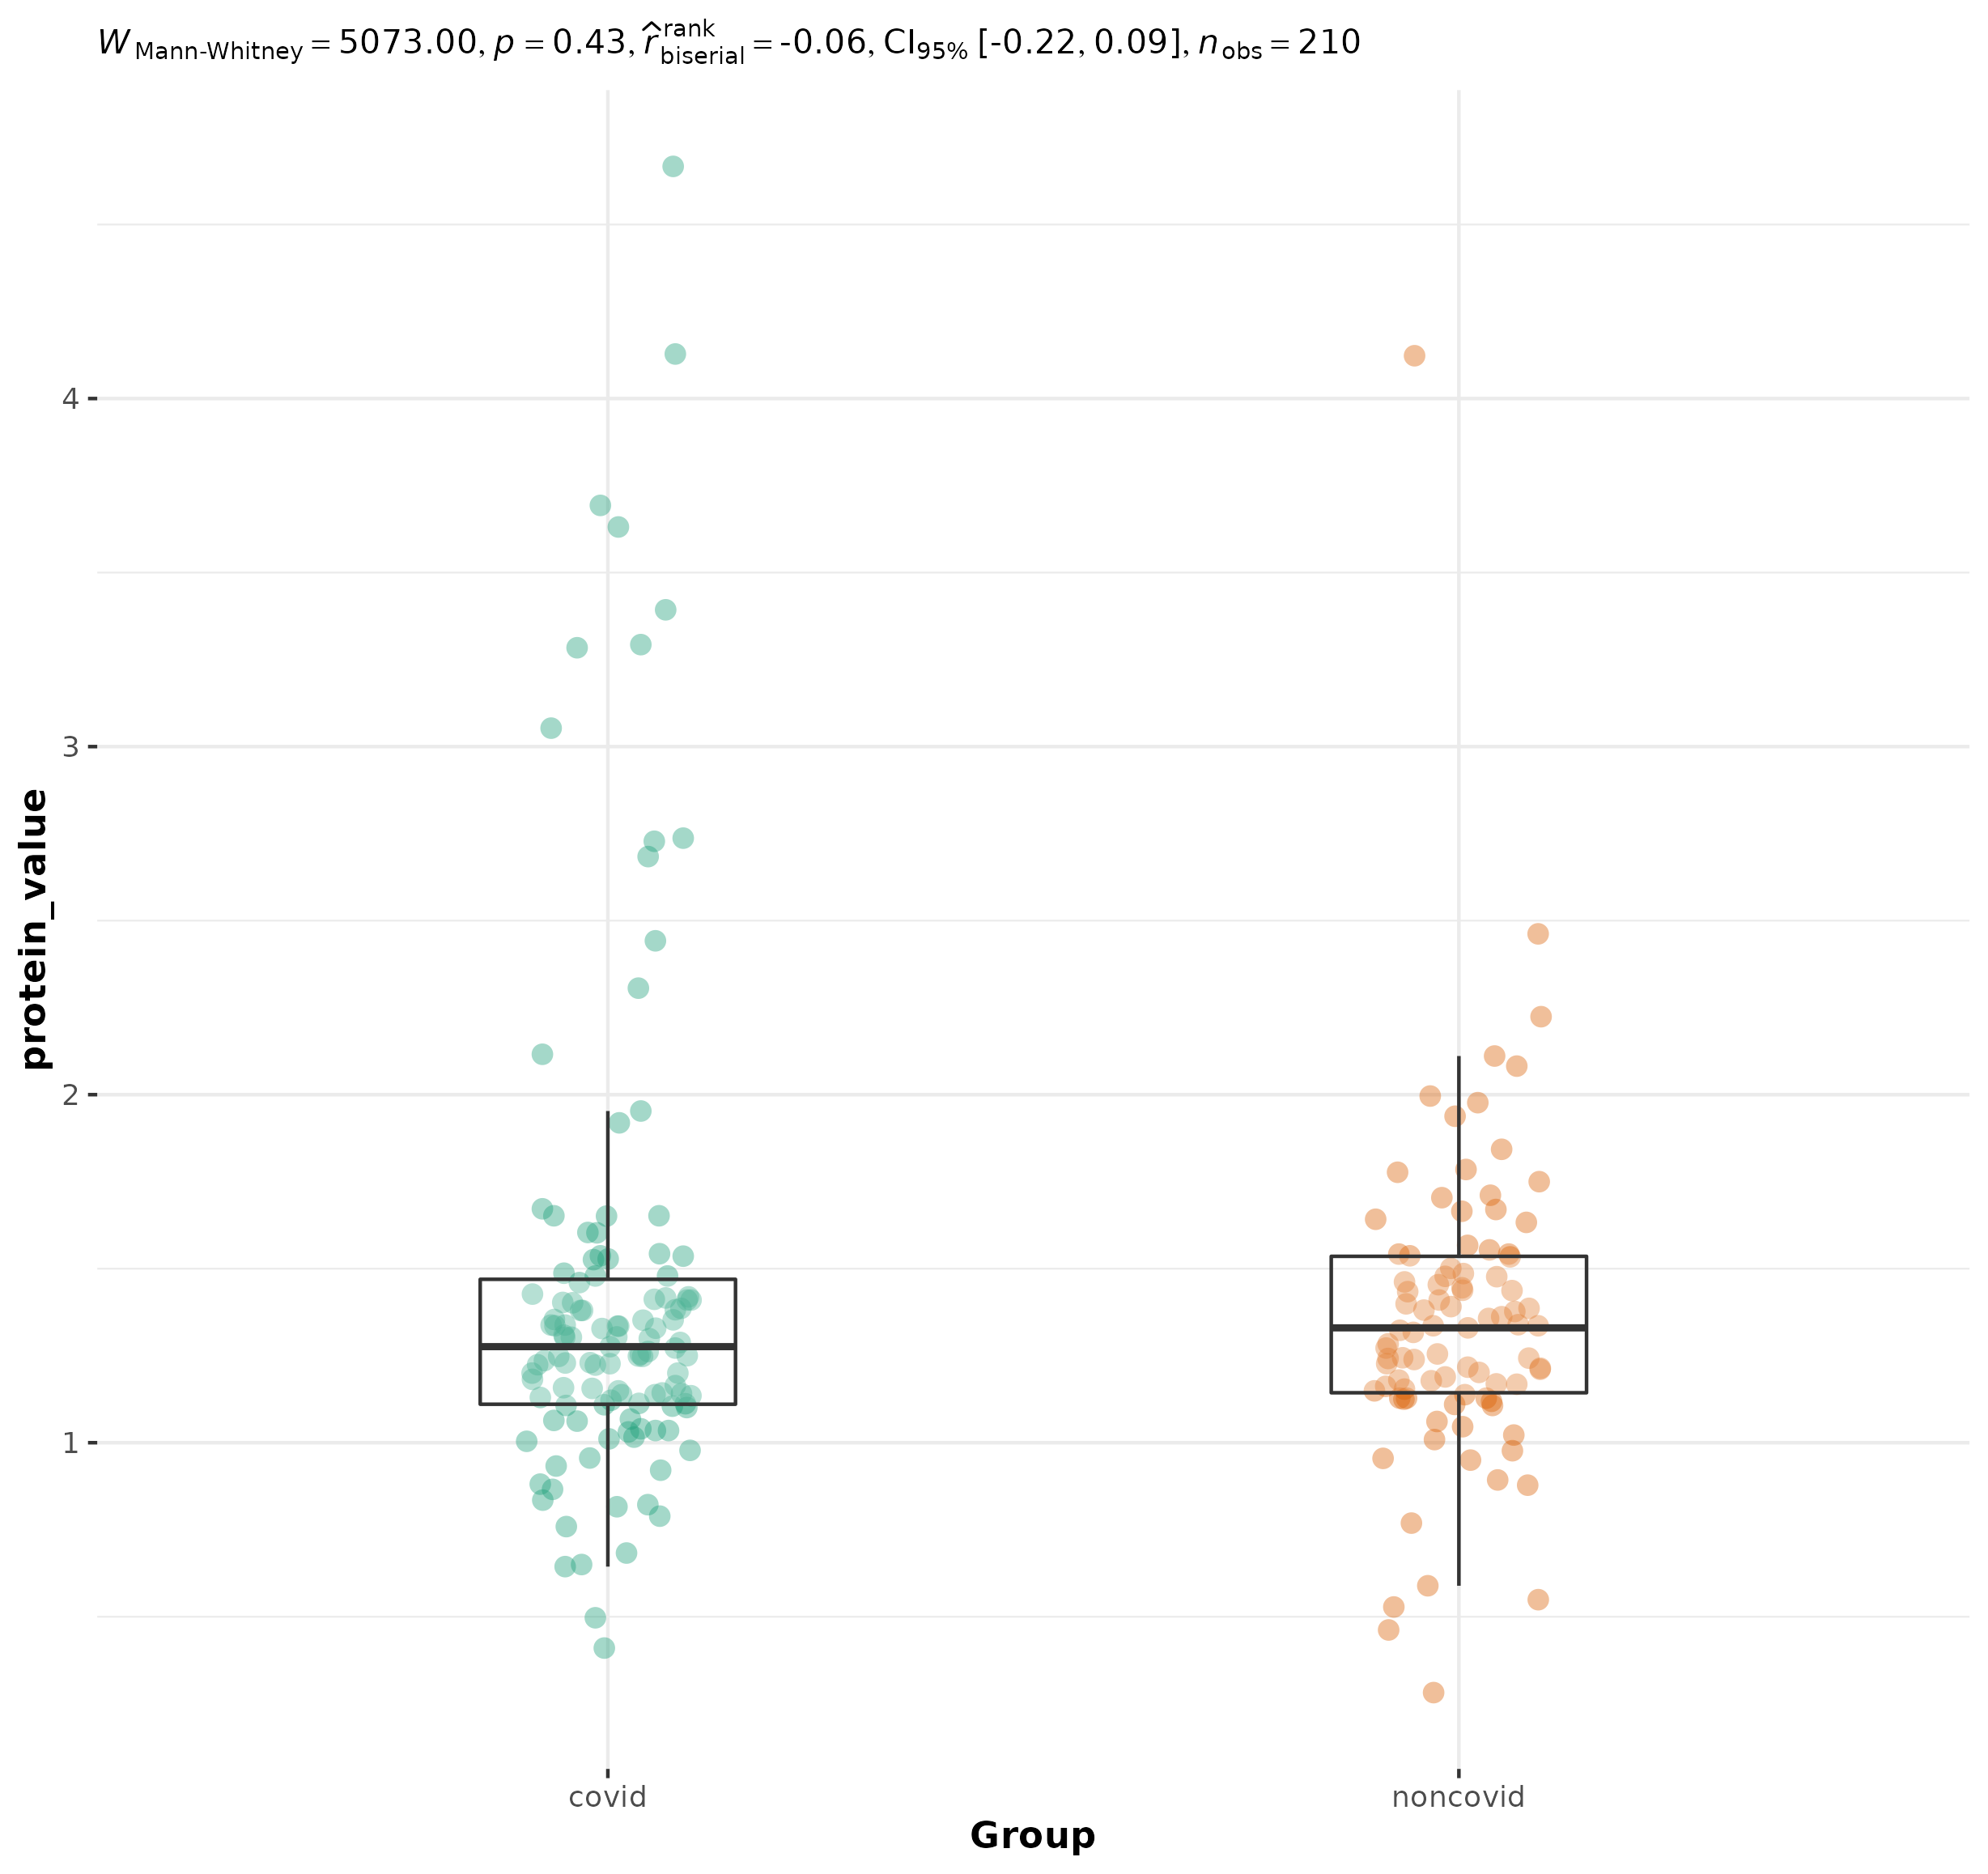 W Mann-Whitney = 5073.00, p = 0.43, r̂ rank biserial = -0.06, CI95% [-0.22, 0.09], n obs = 210
protein_value
4
3
2
1
covid noncovid
Group